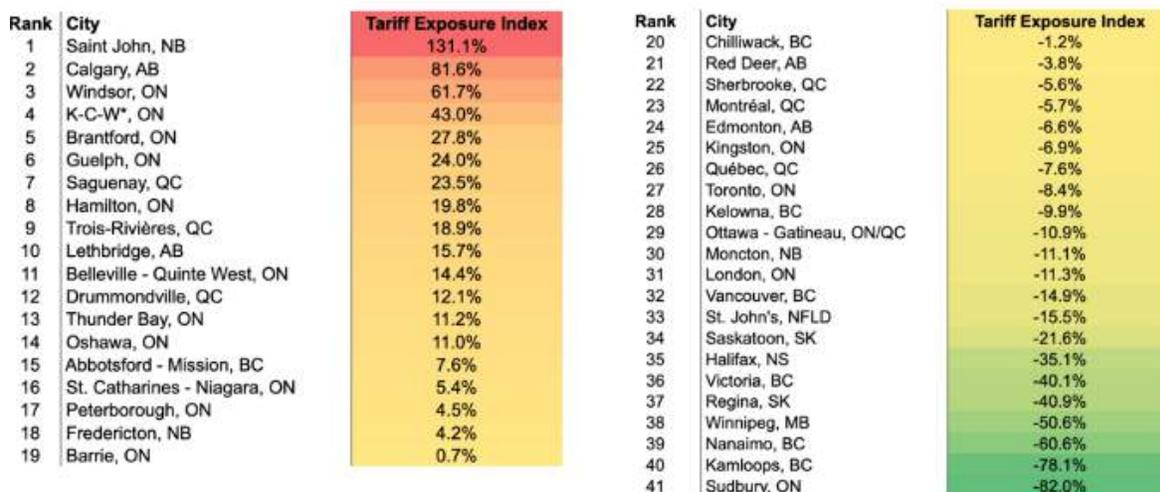 Rank City Tariff Exposure Index
1 Saint John, NB 131.1%
2 Calgary, AB 81.6%
3 Windsor, ON 61.7%
4 K-C-W*, ON 43.0%
5 Brantford, ON 27.8%
6 Guelph, ON 24.0%
7 Saguenay, QC 23.5%
8 Hamilton, ON 19.8%
9 Trois-Rivières, QC 18.9%
10 Lethbridge, AB 15.7%
11 Belleville - Quinte West, ON 14.4%
12 Drummondville, QC 12.1%
13 Thunder Bay, ON 11.2%
14 Oshawa, ON 11.0%
15 Abbotsford - Mission, BC 7.6%
16 St. Catharines - Niagara, ON 5.4%
17 Peterborough, ON 4.5%
18 Fredericton, NB 4.2%
19 Barrie, ON 0.7%
Rank City Tariff Exposure Index
20 Chilliwack, BC -1.2%
21 Red Deer, AB -3.8%
22 Sherbrooke, QC -5.6%
23 Montréal, QC -5.7%
24 Edmonton, AB -6.6%
25 Kingston, ON -6.9%
26 Québec, QC -7.6%
27 Toronto, ON -8.4%
28 Kelowna, BC -9.9%
29 Ottawa - Gatineau, ON/QC -10.9%
30 Moncton, NB -11.1%
31 London, ON -11.3%
32 Vancouver, BC -14.9%
33 St. John's, NFLD -15.5%
34 Saskatoon, SK -21.6%
35 Halifax, NS -35.1%
36 Victoria, BC -40.1%
37 Regina, SK -40.9%
38 Winnipeg, MB -50.6%
39 Nanaimo, BC -60.6%
40 Kamloops, BC -78.1%
41 Sudbury, ON -82.0%